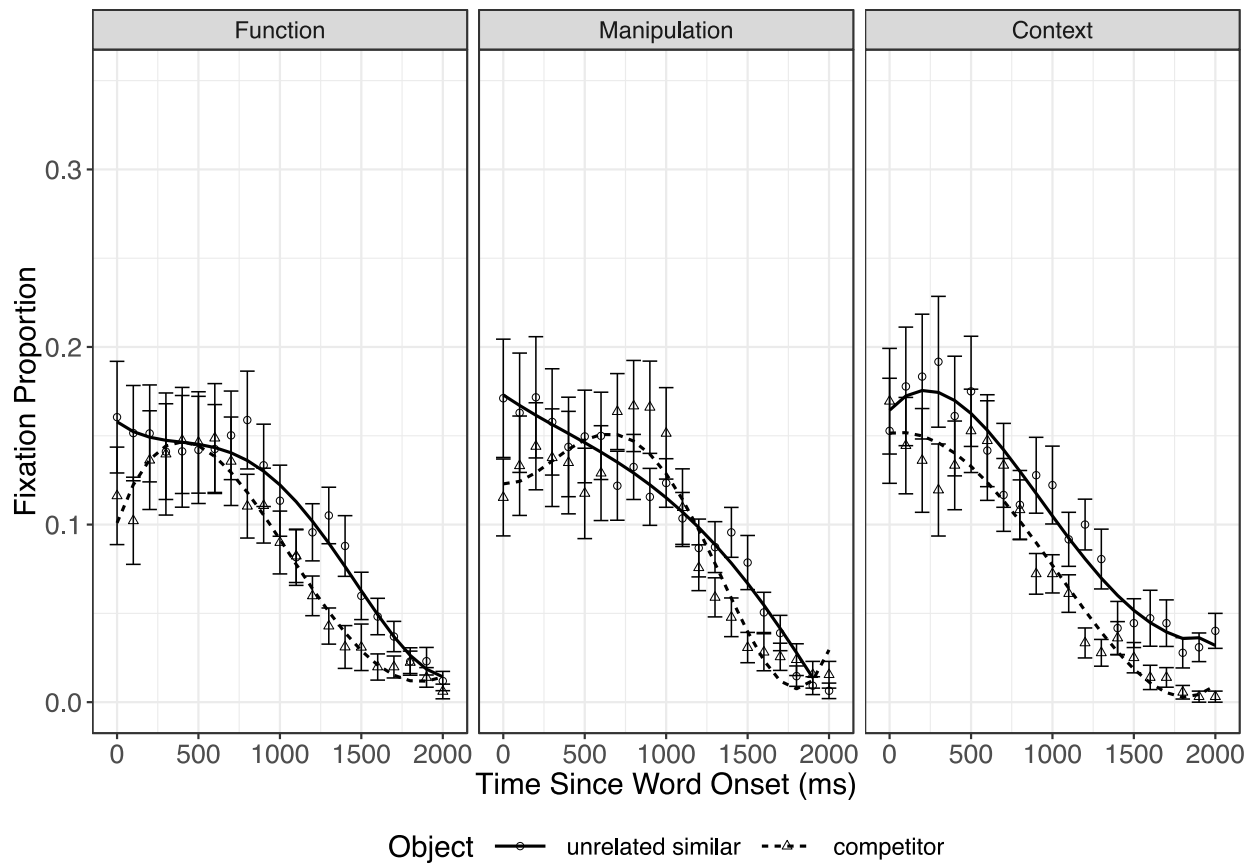 Function Manipulation Context
0.3
0.2
0.1
0.0
Fixation Proportion
0 500 1000 1500 2000 0 500 1000 1500 2000 0 500 1000 1500 2000
Time Since Word Onset (ms)
Object unrelated similar competitor